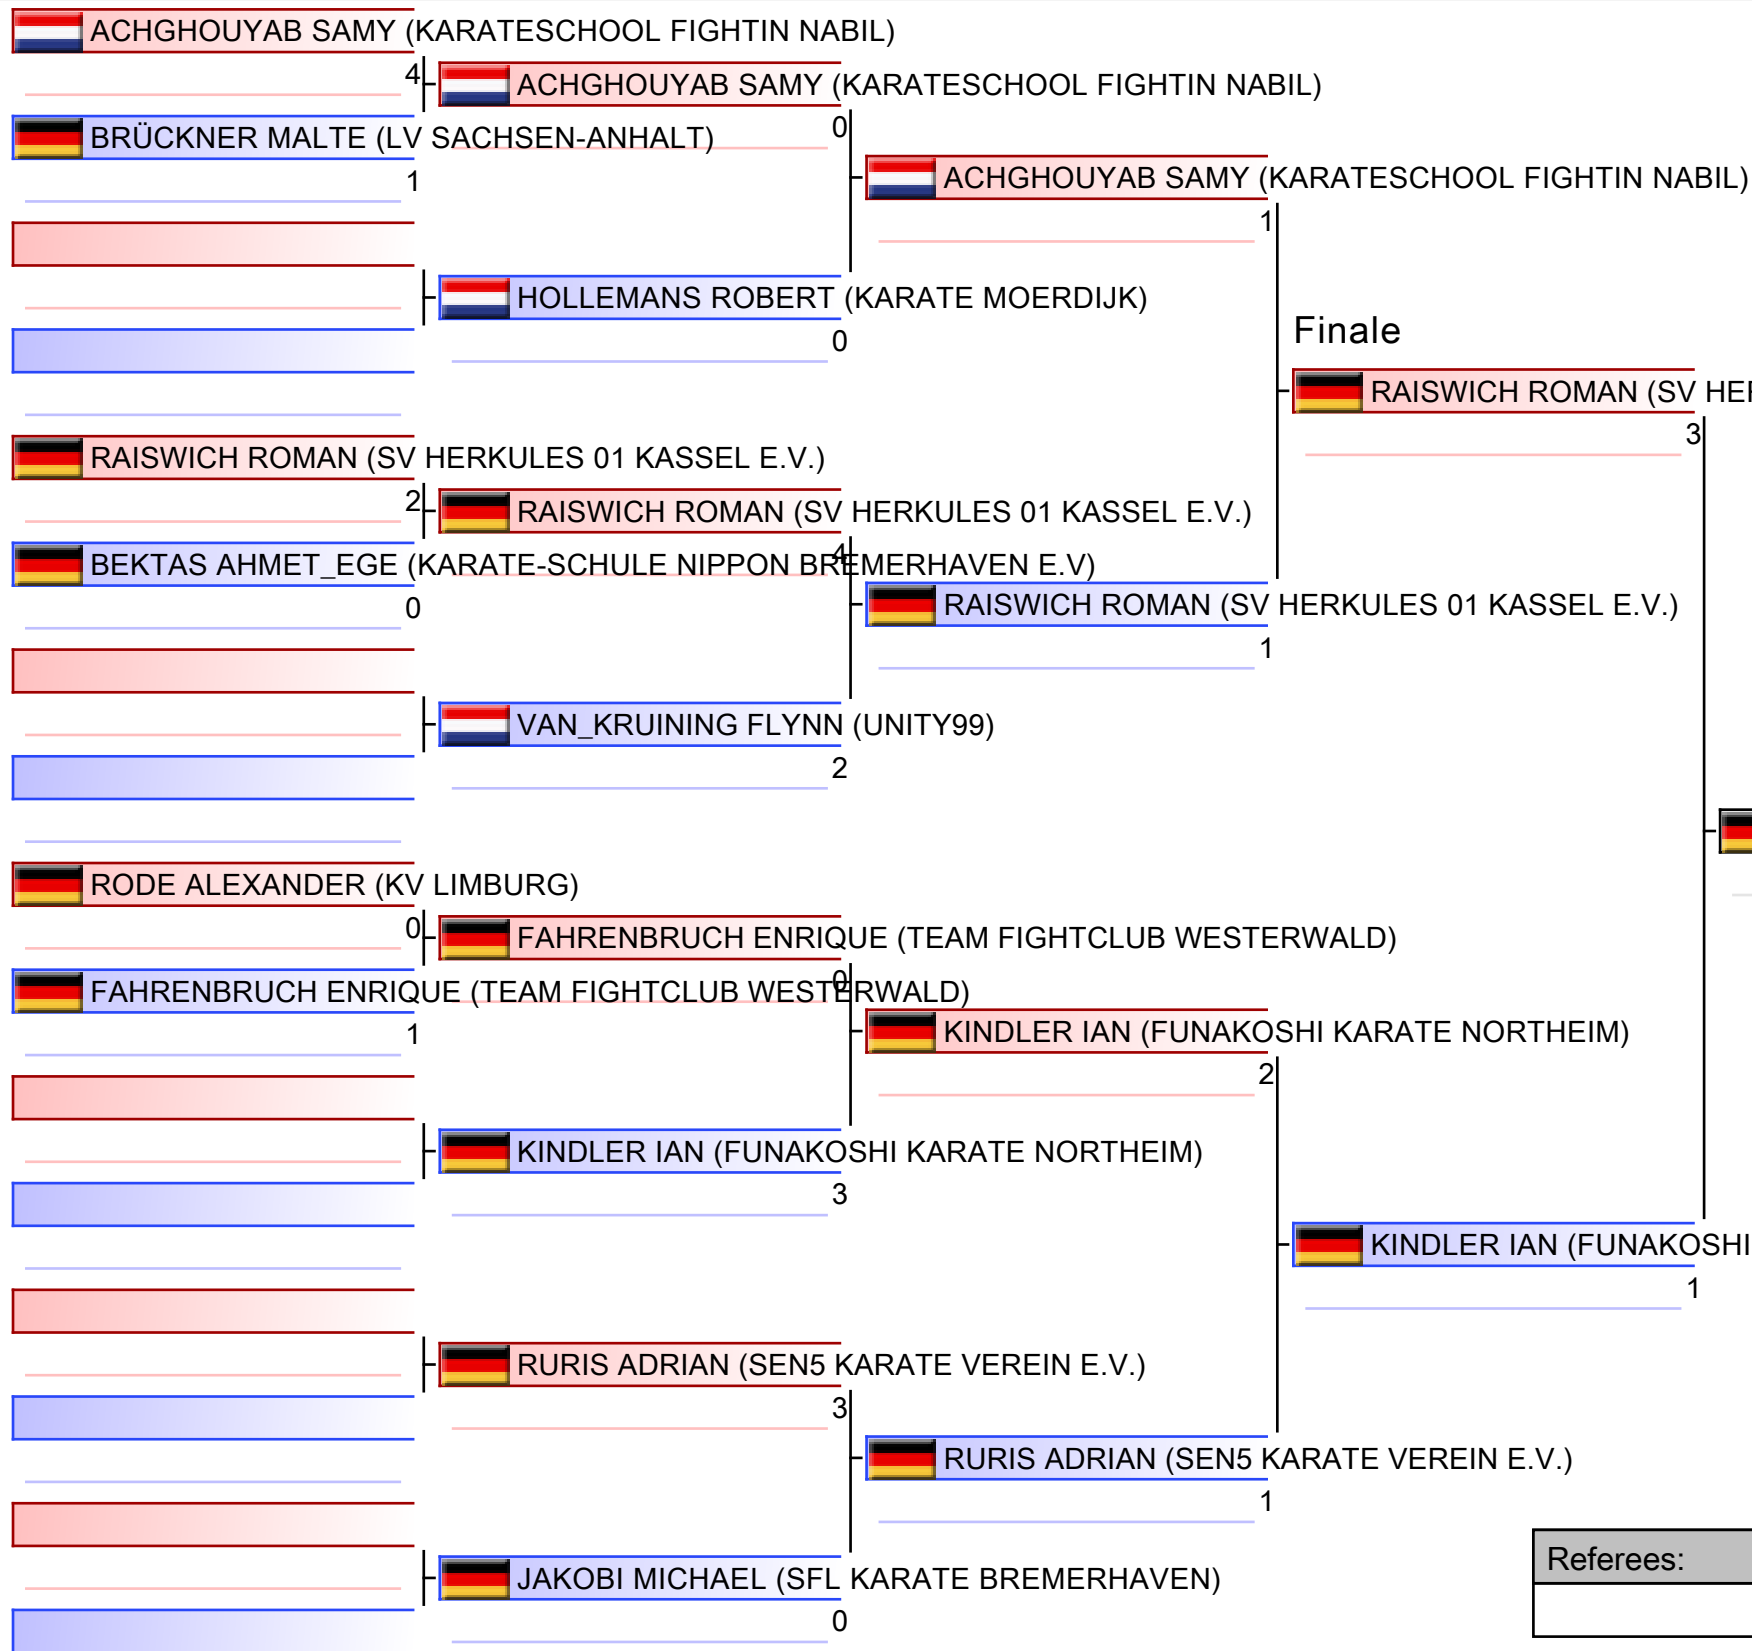 ACHGHOUYAB SAMY (KARATESCHOOL FIGHTIN NABIL)
4
BRÜCKNER MALTE (LV SACHSEN-ANHALT)
1
RAISWICH ROMAN (SV HERKULES 01 KASSEL E.V.)
2
BEKTAS AHMET_EGE (KARATE-SCHULE NIPPON BREMERHAVEN E.V)
0
RODE ALEXANDER (KV LIMBURG)
0
FAHRENBRUCH ENRIQUE (TEAM FIGHTCLUB WESTERWALD)
1
ACHGHOUYAB SAMY (KARATESCHOOL FIGHTIN NABIL)
0
HOLLEMANS ROBERT (KARATE MOERDIJK)
0
RAISWICH ROMAN (SV HERKULES 01 KASSEL E.V.)
4
VAN_KRUINING FLYNN (UNITY99)
2
FAHRENBRUCH ENRIQUE (TEAM FIGHTCLUB WESTERWALD)
0
KINDLER IAN (FUNAKOSHI KARATE NORTHEIM)
3
RURIS ADRIAN (SEN5 KARATE VEREIN E.V.)
3
JAKOBI MICHAEL (SFL KARATE BREMERHAVEN)
0
ACHGHOUYAB SAMY (KARATESCHOOL FIGHTIN NABIL)
1
RAISWICH ROMAN (SV HERKULES 01 KASSEL E.V.)
1
KINDLER IAN (FUNAKOSHI KARATE NORTHEIM)
2
RURIS ADRIAN (SEN5 KARATE VEREIN E.V.)
1
Finale
RAISWICH ROMAN (SV
3
KINDLER IAN (FUNAKOSHI
1
Referees: